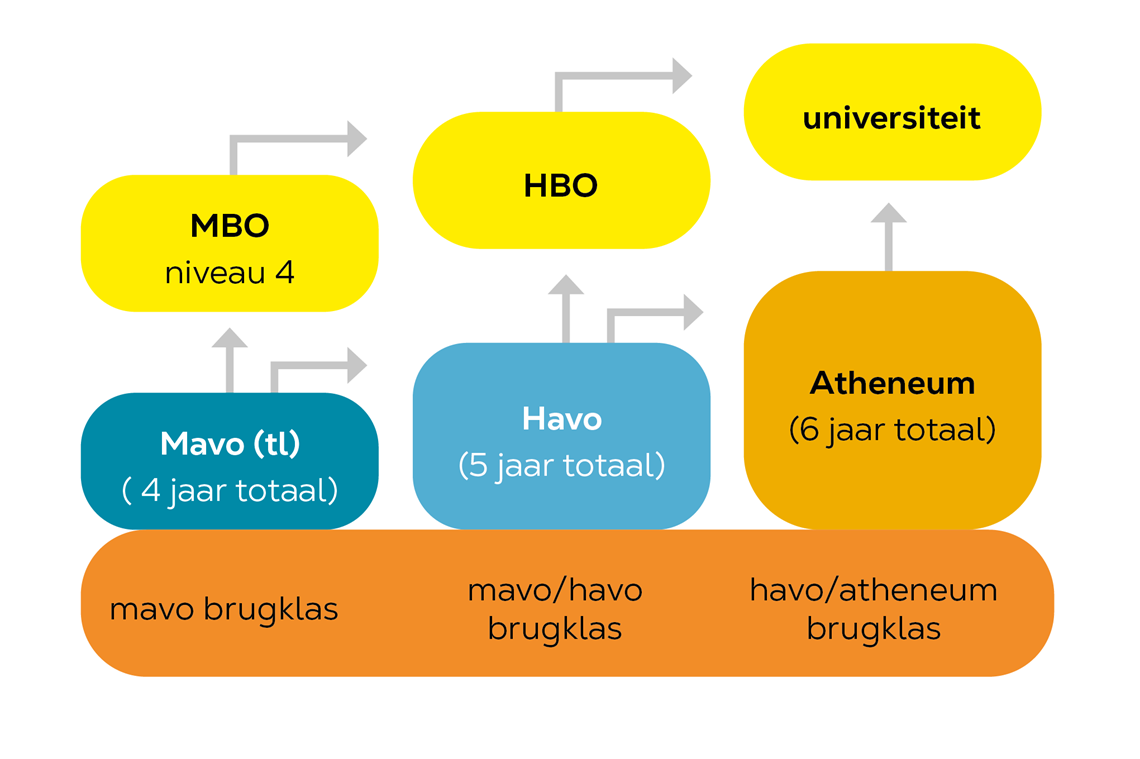 universiteit
HBO
MBO
niveau 4
Atheneum
(6 jaar totaal)
Havo
(5 jaar totaal)
Mavo (tl)
( 4 jaar totaal)
mavo brugklas
mavo/havo
brugklas
havo/atheneum
brugklas